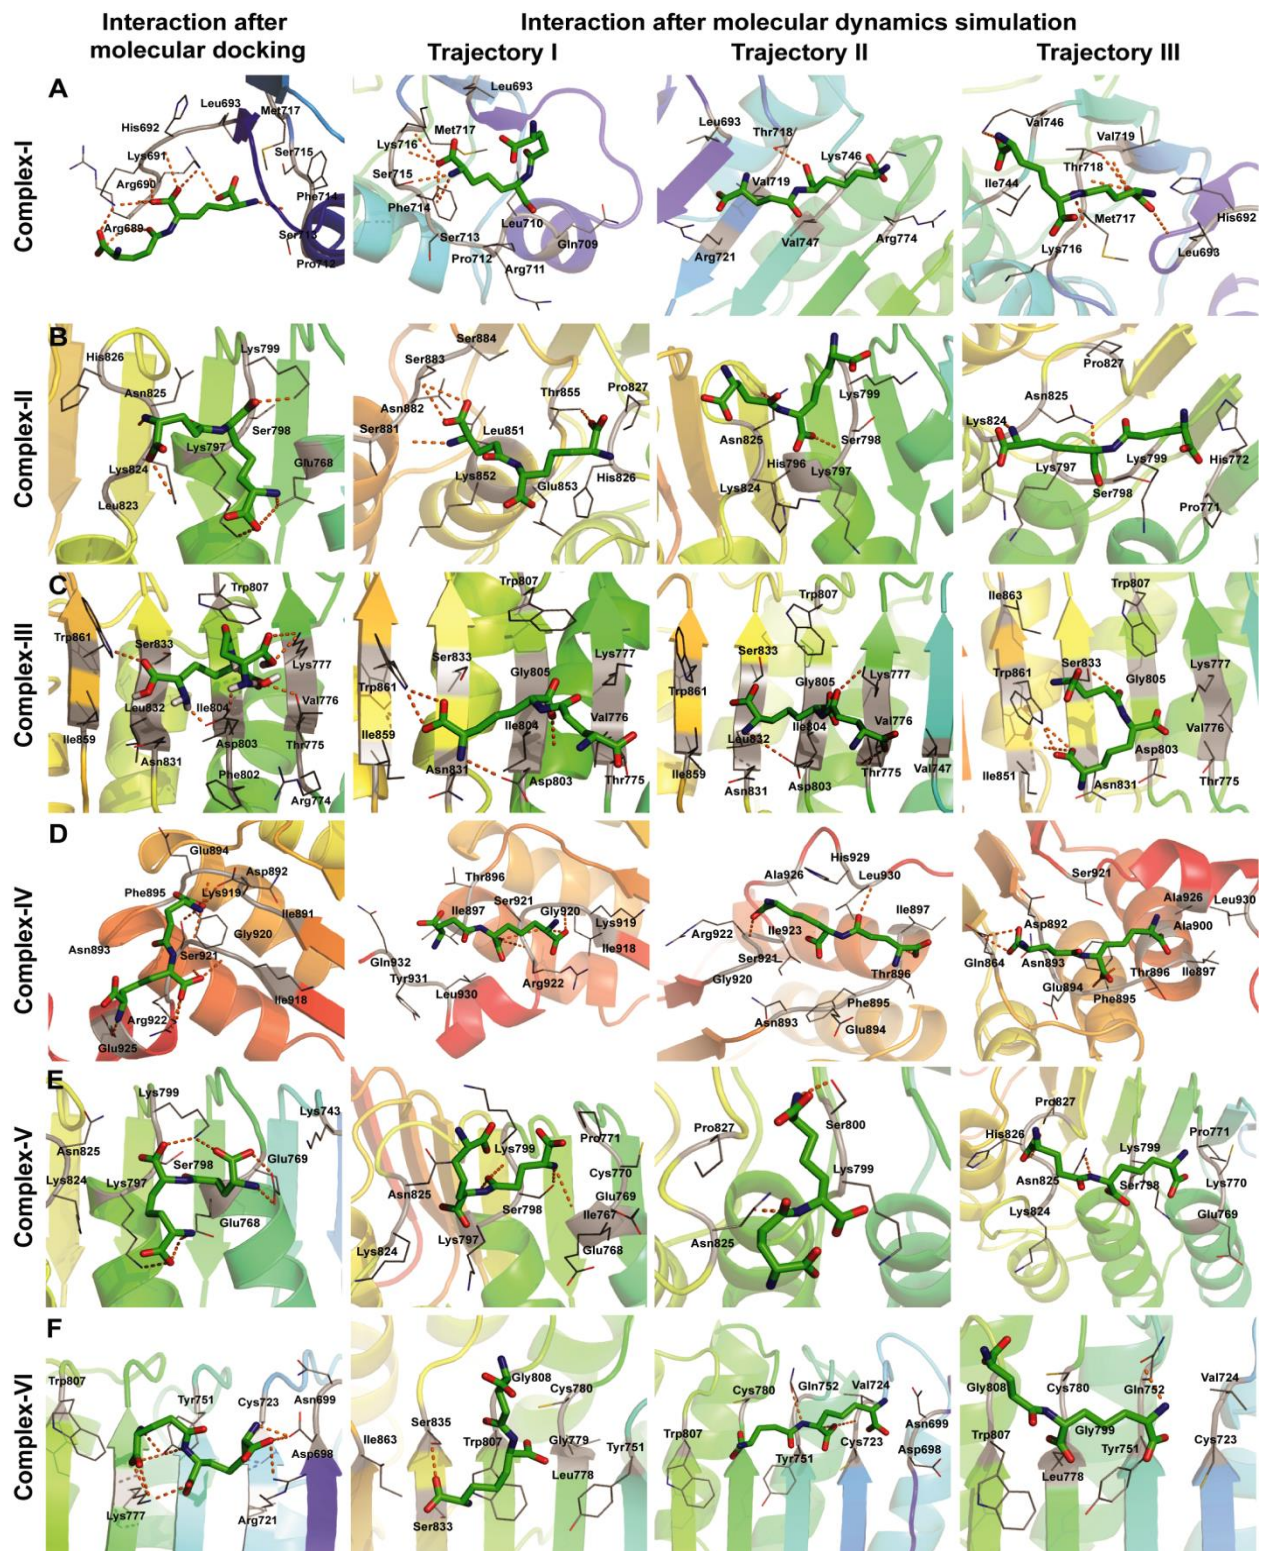 Interaction after
molecular docking
Interaction after molecular dynamics simulation
Trajectory I
Trajectory II
Trajectory III
Complex-I
A
Leu693
Met717
His692
Lys691
Ser715
Arg690
Phe714
Arg689
Ser713
Pro712
Leu693
Met717
Lys716
Ser715
Phe714
Leu710
Ser713
Gln709
Pro712
Arg711
Leu693
Thr718
Lys746
Val719
Val747
Arg774
Arg721
Val746
Val719
Thr718
Ile744
Met717
His692
Lys716
Leu693
Complex-II
B
Lys799
His826
Asn825
Ser798
Lys797
Lys824
Glu768
Leu823
Ser884
Ser883
Thr855
Pro827
Asn882
Ser881
Leu851
Lys852
Glu853
His826
Lys799
Asn825
Ser798
His796
Lys797
Lys824
Pro827
Asn825
Lys824
Lys797
Lys799
His772
Ser798
Pro771
Complex-III
C
Trp807
Trp861
Ser833
Lys777
Leu832
Ile804
Val776
Ile859
Asp803
Thr775
Asn831
Phe802
Arg774
Trp807
Ser833
Lys777
Trp861
Gly805
Ile804
Val776
Ile859
Asn831
Asp803
Thr775
Trp807
Ser833
Gly805
Lys777
Trp861
Ile804
Val776
Leu832
Ile859
Asn831
Asp803
Thr775
Val747
Ile863
Trp807
Trp861
Ser833
Gly805
Lys777
Val776
Asp803
Ile851
Asn831
Thr775
Complex-IV
D
Glu894
Asp892
Phe895
Lys919
Ile891
Gly920
Asn893
Ser921
Ile918
Arg922
Glu925
Thr896
Ile897
Ser921
Gly920
Lys919
Ile918
Gln932
Tyr931
Arg922
Leu930
His929
Ala926
Leu930
Ile897
Arg922
Ile923
Ser921
Gly920
Thr896
Phe895
Asn893
Glu894
Ser921
Ala926
Leu930
Asp892
Ala900
Gln864
Asn893
Glu894
Thr896
Ile897
Phe895
Complex-V
E
Lys799
Lys743
Asn825
Ser798
Glu769
Lys824
Lys797
Glu768
Lys799
Pro771
Cys770
Asn825
Glu769
Ser798
Ile767
Lys824
Lys797
Glu768
Pro827
Ser800
Lys799
Asn825
Pro827
His826
Lys799
Pro771
Asn825
Ser798
Lys770
Lys824
Glu769
Complex-VI
F
Trp807
Tyr751
Cys723
Asn699
Asp698
Lys777
Arg721
Gly808
Cys780
Ser835
Ile863
Trp807
Gly779
Tyr751
Leu778
Ser833
Cys780
Gln752
Val724
Asn699
Trp807
Cys723
Asp698
Tyr751
Gly808
Cys780
Gln752
Val724
Trp807
Gly799
Tyr751
Cys723
Leu778